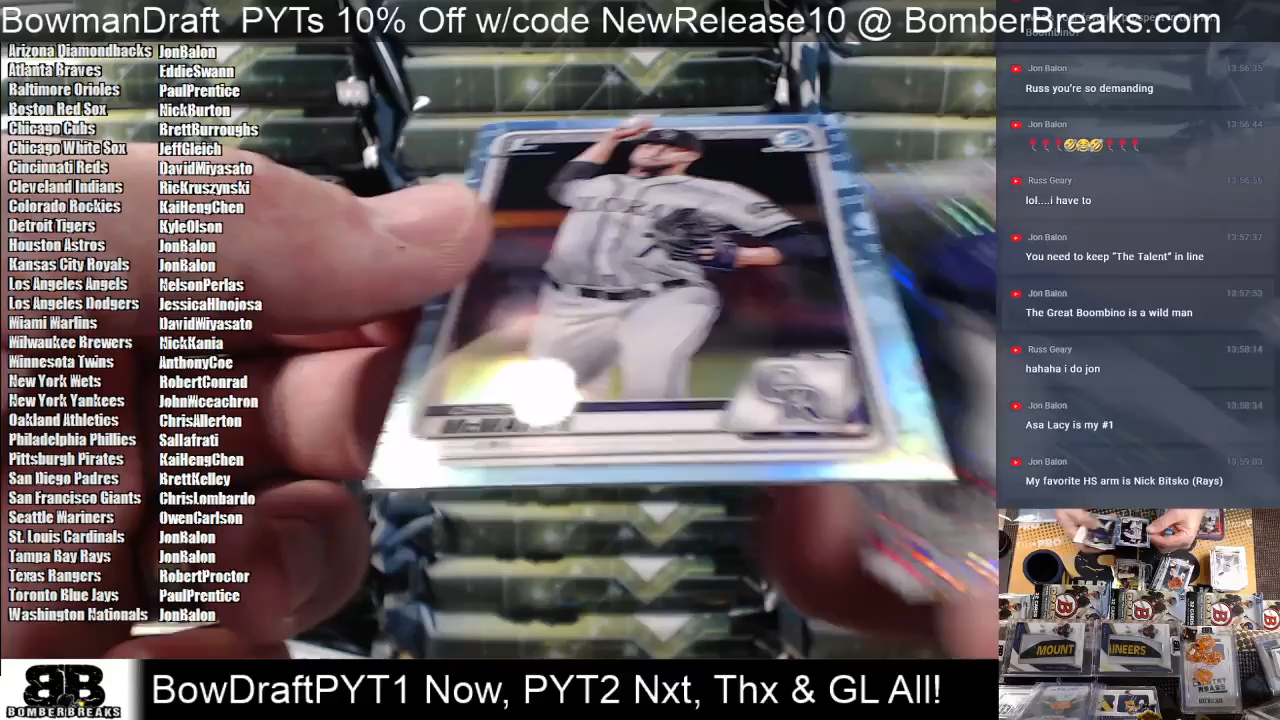 BowmanDraft PYTs 10% Off w/code NewRelease10 @ BomberBreaks.com
Arizona Diamondbacks JonBalon
Atlanta Braves EddieSwann
Baltimore Orioles PaulPrentice
Boston Red Sox NickBurton
Chicago Cubs BrettBurroughs
Chicago White Sox JeffGleich
Cincinnati Reds DavidMiyasato
Cleveland Indians RicKruszynski
Colorado Rockies KaiHengChen
Detroit Tigers KyleOlson
Houston Astros JonBalon
Kansas City Royals JonBalon
Los Angeles Angels NelsonPerlas
Los Angeles Dodgers JessicaHInojosa
Miami Marlins DavidMiyasato
Milwaukee Brewers NickKania
Minnesota Twins AnthonyCoe
New York Mets RobertConrad
New York Yankees JohnMceachron
Oakland Athletics ChrisAllerton
Philadelphia Phillies SalIafrati
Pittsburgh Pirates KaiHengChen
San Diego Padres BrettKelley
San Francisco Giants ChrisLombardo
Seattle Mariners OwenCarlson
St. Louis Cardinals JonBalon
Tampa Bay Rays JonBalon
Texas Rangers RobertProctor
Toronto Blue Jays PaulPrentice
Washington Nationals JonBalon
CR
Boombino?
Jon Balon 13:56:35
Russ you're so demanding
Jon Balon 13:56:44
Russ Geary 13:56:56
lol....i have to
Jon Balon 13:57:37
You need to keep "The Talent" in line
Jon Balon 13:57:53
The Great Boombino is a wild man
Russ Geary 13:58:14
hahaha i do jon
Jon Balon 13:58:34
Asa Lacy is my #1
Jon Balon 13:59:03
My favorite HS arm is Nick Bitsko (Rays)
MOUNT
AINEERS
BB
BOMBERBREAKS
BowDraftPYT1 Now, PYT2 Nxt, Thx & GL All!